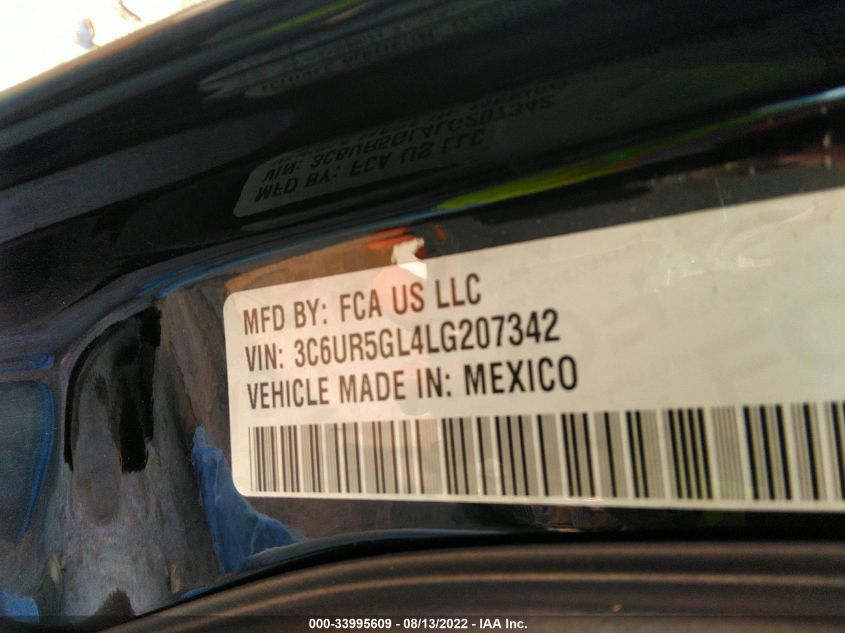 MFD BY: FCA US LLC
VIN: 3C6UR5GL4LG207342
VEHICLE MADE IN: MEXICO
000-33995609 - 08/13/2022 - IAA Inc.